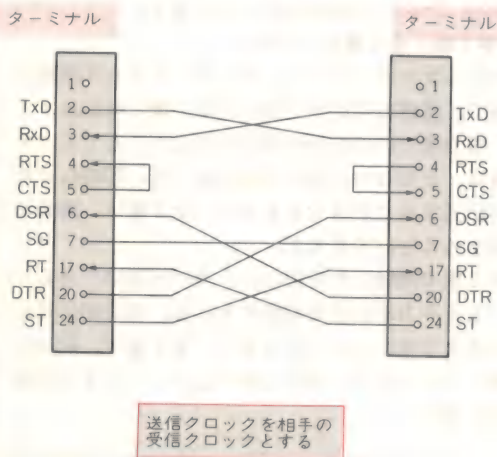 ターミナル
ターミナル
1
TxD 2
RxD 3
RTS 4
CTS 5
DSR 6
SG 7
RT 17
DTR 20
ST 24
1
2 TxD
3 RxD
4 RTS
5 CTS
6 DSR
7 SG
17 RT
20 DTR
24 ST
送信クロックを相手の
受信クロックとする